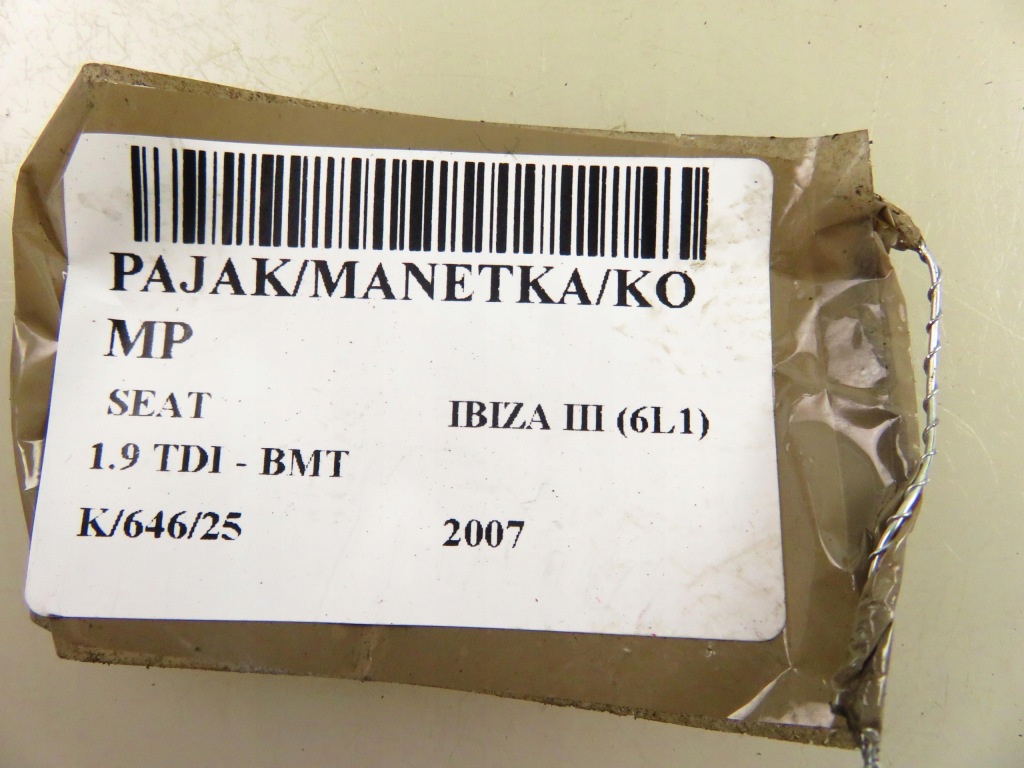 PAJAK/MANETKA/KO
MP
SEAT IBIZA III (6L1)
1.9 TDI - BMT
K/646/25 2007